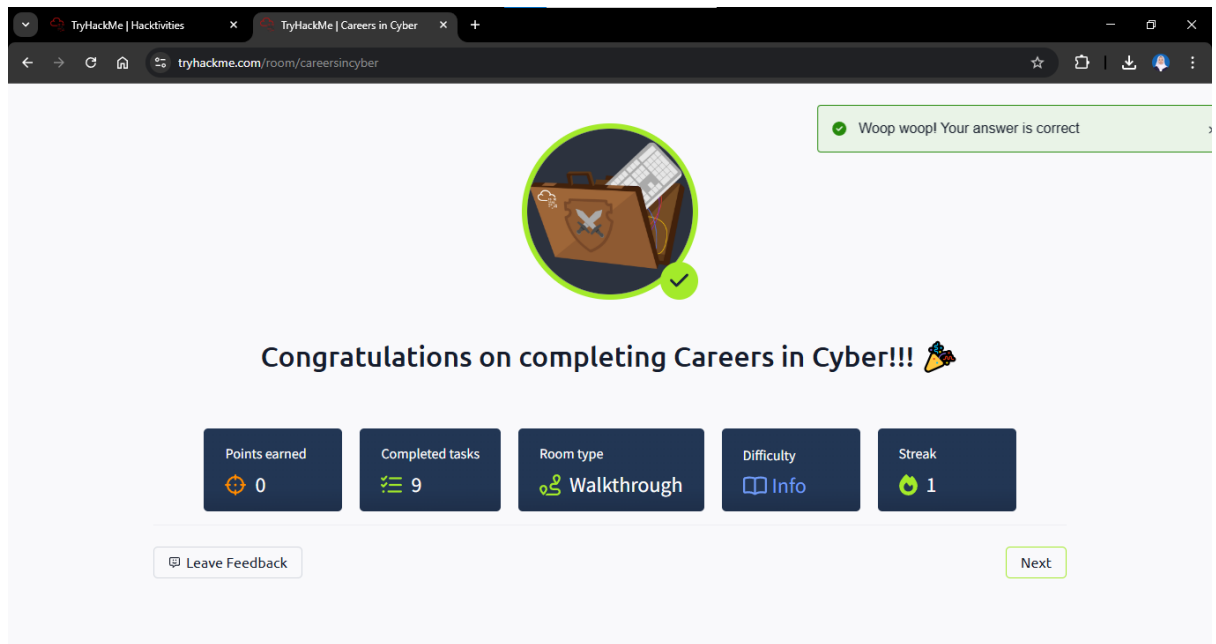 TryHackMe | Hacktivities
TryHackMe | Careers in Cyber
tryhackme.com/room/careersincyber
Woop woop! Your answer is correct
Congratulations on completing Careers in Cyber!!! 🎉
Points earned
0
Completed tasks
9
Room type
Walkthrough
Difficulty
Info
Streak
1
Leave Feedback
Next